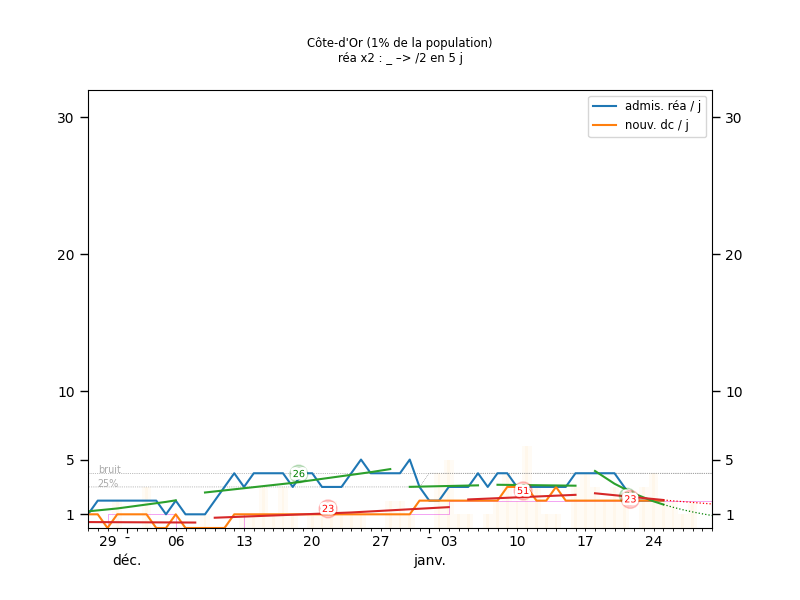 Côte-d'Or (1% de la population)
réa x2 : _ –> /2 en 5 j
admis. réa / j
nouv. dc / j
30 30
20 20
10 10
5 5
bruit
25%
26
51
23
23
1 1
29 - 06 13 20 27 - 03 10 17 24
déc. janv.